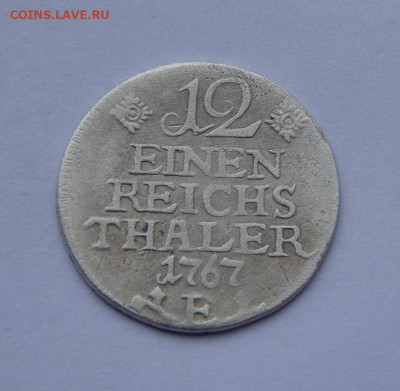 COINS.LAVE.RU
12
EINEN
REICHS
THALER
1767